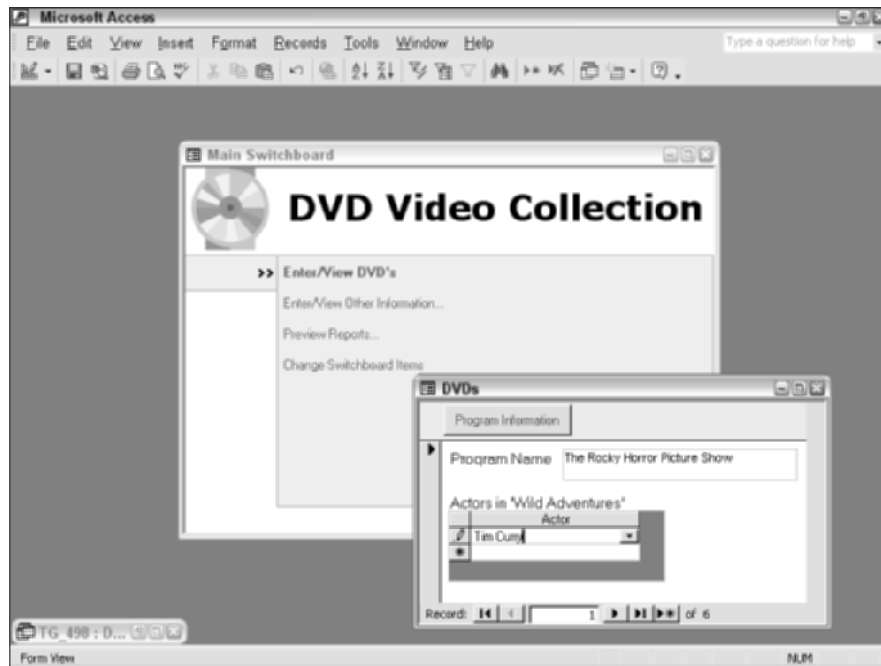 Microsoft Access
File Edit View Insert Format Records Tools Window Help
Type a question for help
Main Switchboard
DVD Video Collection
>> Enter/View DVD's
Enter/View Other Information...
Preview Reports...
Change Switchboard Items
DVDs
Program Information
Program Name The Rocky Horror Picture Show
Actors in 'Wild Adventures'
Actor
Tim Curry
Record: 1 of 6
TG_498 : D...
Form View NUM